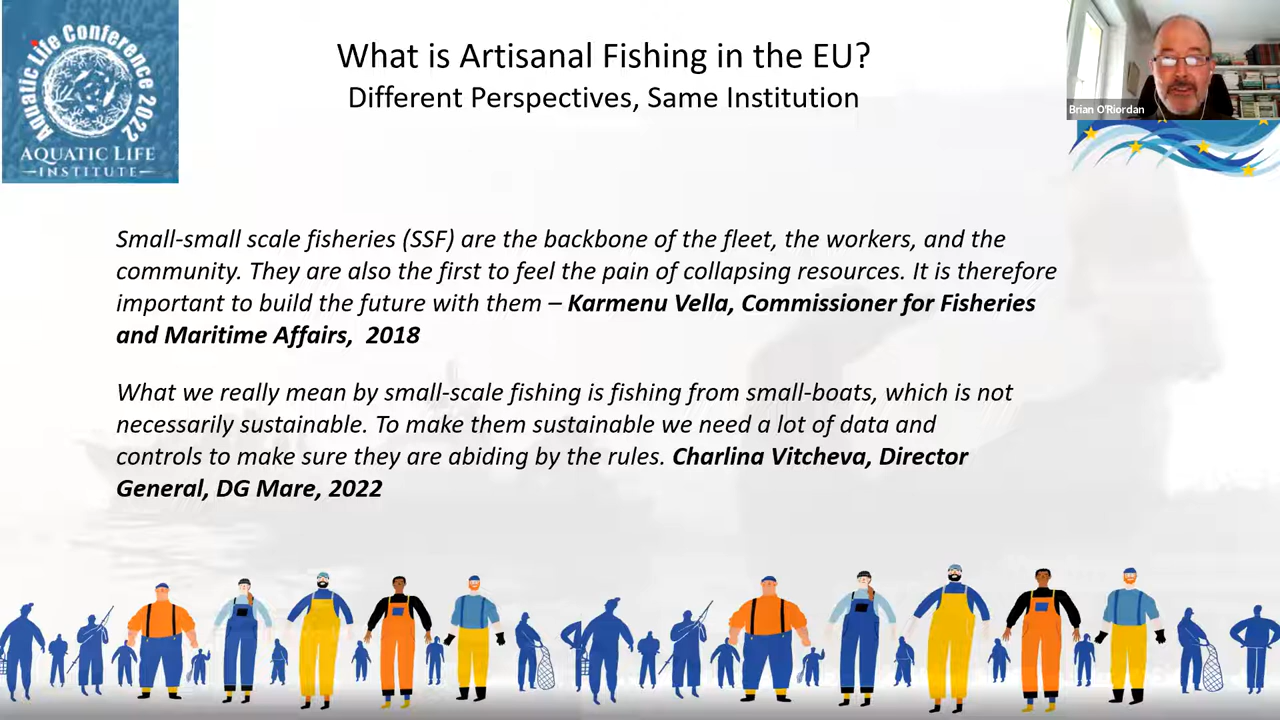 Aquatic Life Conference 2022
AQUATIC LIFE
INSTITUTE
What is Artisanal Fishing in the EU?
Different Perspectives, Same Institution
Brian O'Riordan
Small-small scale fisheries (SSF) are the backbone of the fleet, the workers, and the
community. They are also the first to feel the pain of collapsing resources. It is therefore
important to build the future with them – Karmenu Vella, Commissioner for Fisheries
and Maritime Affairs, 2018
What we really mean by small-scale fishing is fishing from small-boats, which is not
necessarily sustainable. To make them sustainable we need a lot of data and
controls to make sure they are abiding by the rules. Charlina Vitcheva, Director
General, DG Mare, 2022